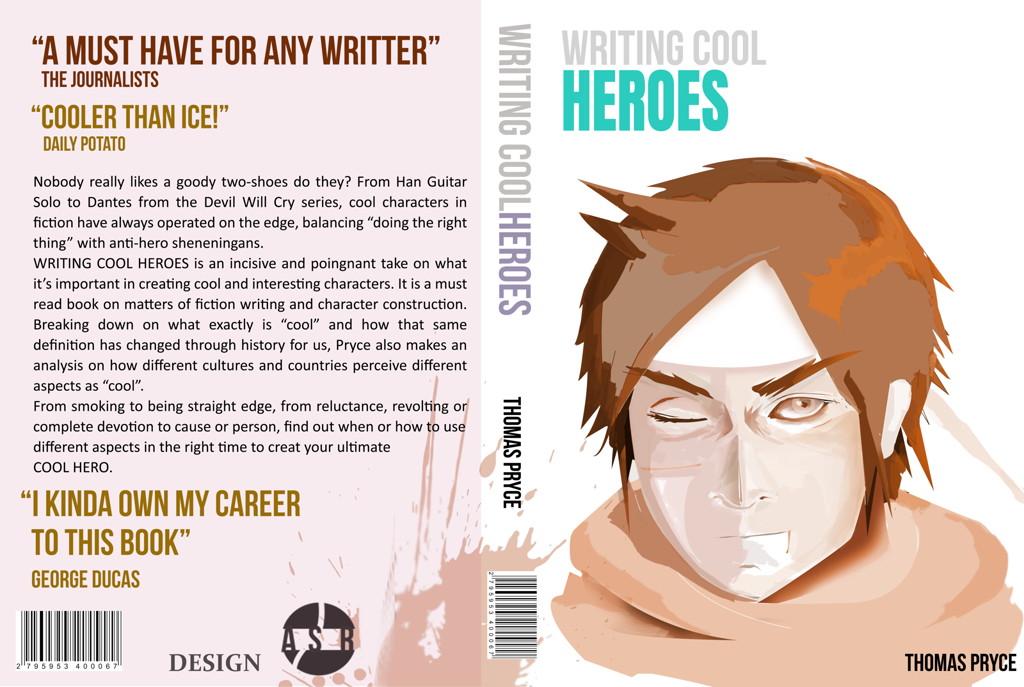 “A MUST HAVE FOR ANY WRITTER”
THE JOURNALISTS
“COOLER THAN ICE!”
DAILY POTATO
Nobody really likes a goody two-shoes do they? From Han Guitar
Solo to Dantes from the Devil Will Cry series, cool characters in
fiction have always operated on the edge, balancing “doing the right
thing” with anti-hero sheneningans.
WRITING COOL HEROES is an incisive and poingnant take on what
it’s important in creating cool and interesting characters. It is a must
read book on matters of fiction writing and character construction.
Breaking down on what exactly is “cool” and how that same
definition has changed through history for us, Pryce also makes an
analysis on how different cultures and countries perceive different
aspects as “cool”.
From smoking to being straight edge, from reluctance, revolting or
complete devotion to cause or person, find out when or how to use
different aspects in the right time to creat your ultimate
COOL HERO.
“I KINDA OWN MY CAREER
TO THIS BOOK”
GEORGE DUCAS
2 795953 400067
DESIGN
ASR
WRITING COOL HEROES
THOMAS PRYCE
2 795953 400067
WRITING COOL
HEROES
THOMAS PRYCE